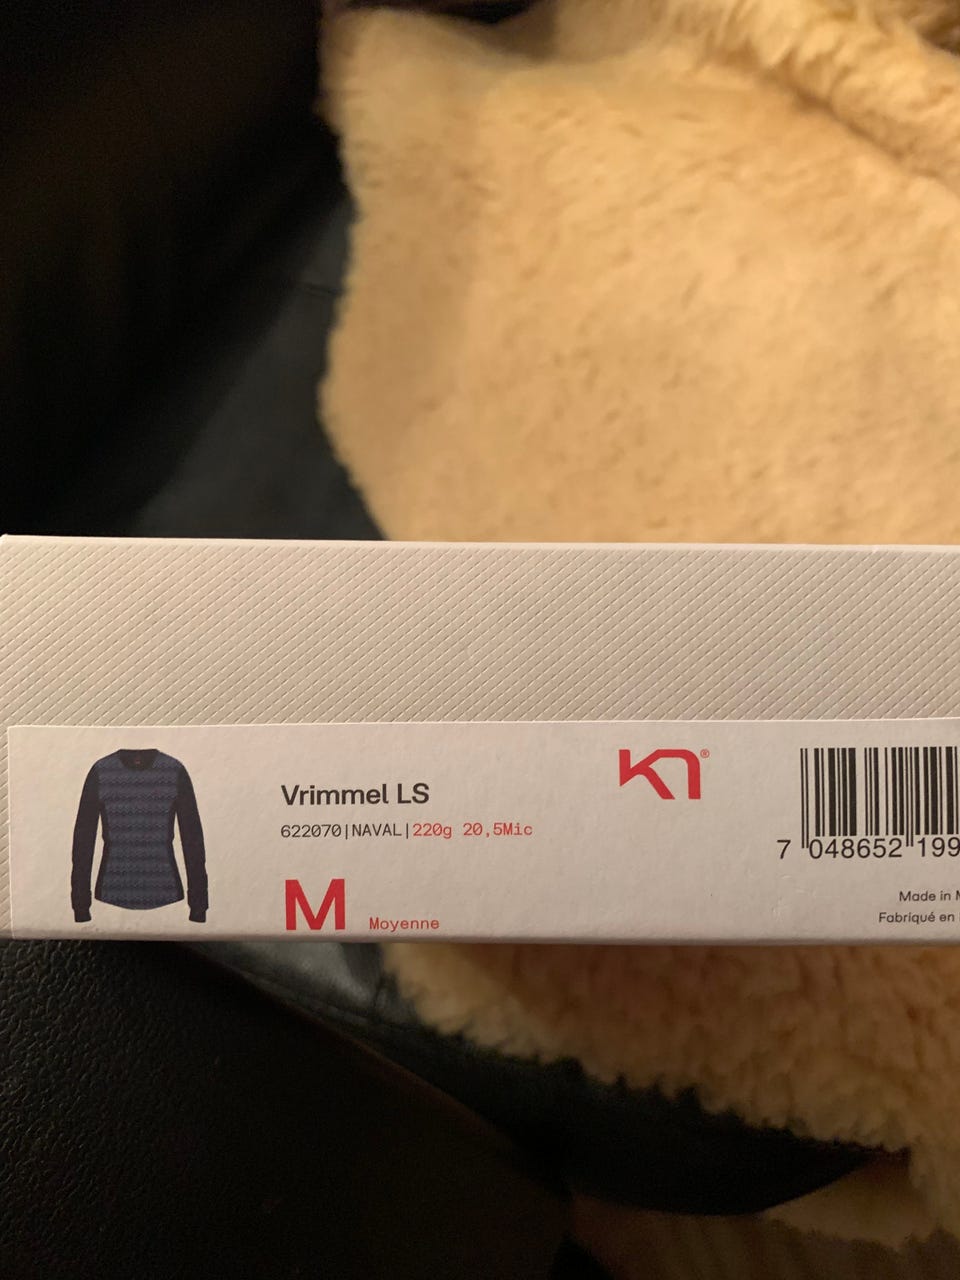 Vrimmel LS
622070|NAVAL|220g 20,5Mic
M Moyenne
®
7 048652 199
Made in
Fabriqué en